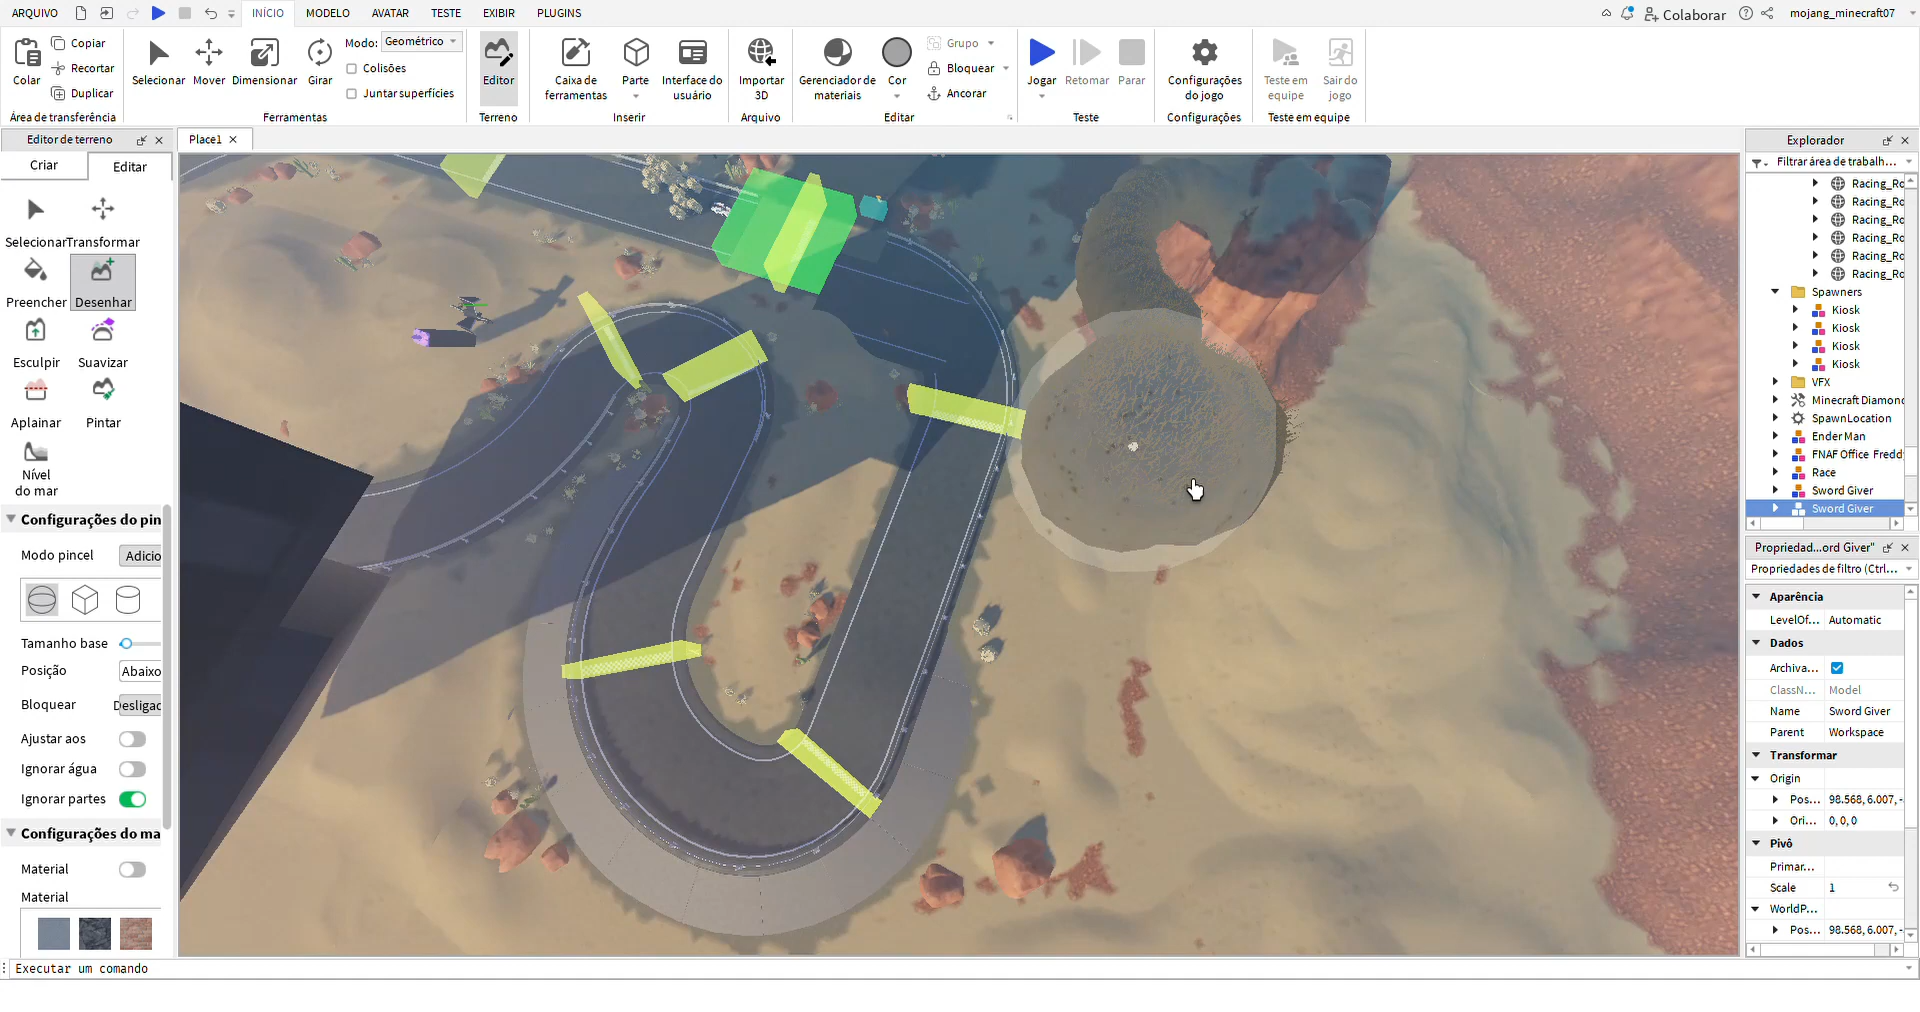 ARQUIVO INÍCIO MODELO AVATAR TESTE EXIBIR PLUGINS Colaborar mojang_minecraft07
Colar
Copiar
Recortar
Duplicar
Área de transferência
Selecionar Mover Dimensionar Girar
Modo: Geométrico
Colisões
Juntar superfícies
Ferramentas
Editor
Terreno
Caixa de
ferramentas
Parte
Interface do
usuário
Inserir
Importar
3D
Arquivo
Gerenciador de
materiais
Cor
Grupo
Bloquear
Ancorar
Editar
Jogar Retomar Parar
Teste
Configurações
do jogo
Configurações
Teste em
equipe
Sair do
jogo
Teste em equipe
Editor de terreno
Criar Editar
Selecionar Transformar
Preencher Desenhar
Esculpir Suavizar
Aplainar Pintar
Nível
do mar
Configurações do pin
Modo pincel Adicio
Tamanho base
Posição Abaixo
Bloquear Desligac
Ajustar aos
Ignorar água
Ignorar partes
Configurações do ma
Material
Material
Place1
Explorador
Filtrar área de trabalh...
Racing_Ro
Racing_Ro
Racing_Ro
Racing_Ro
Racing_Ro
Racing_Ro
Spawners
Kiosk
Kiosk
Kiosk
Kiosk
VFX
Minecraft Diamond
SpawnLocation
Ender Man
FNAF Office Fredd
Race
Sword Giver
Sword Giver
Propriedad...ord Giver"
Propriedades de filtro (Ctrl...
Aparência
LevelOf... Automatic
Dados
Archiva...
ClassN... Model
Name Sword Giver
Parent Workspace
Transformar
Origin
Pos... 98.568, 6.007, -
Ori... 0, 0, 0
Pivô
Primar...
Scale 1
WorldP...
Pos... 98.568, 6.007, -
Executar um comando